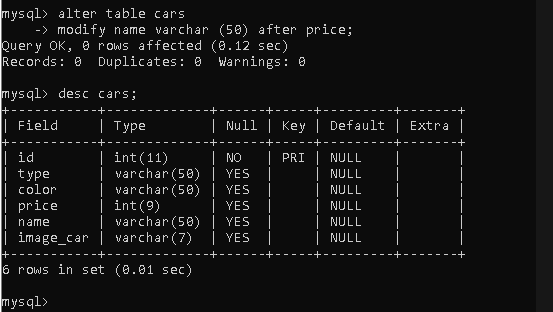 mysql> alter table cars
    -> modify name varchar (50) after price;
Query OK, 0 rows affected (0.12 sec)
Records: 0  Duplicates: 0  Warnings: 0

mysql> desc cars;
+-----------+-------------+------+-----+---------+-------+
| Field     | Type        | Null | Key | Default | Extra |
+-----------+-------------+------+-----+---------+-------+
| id        | int(11)     | NO   | PRI | NULL    |       |
| type      | varchar(50) | YES  |     | NULL    |       |
| color     | varchar(50) | YES  |     | NULL    |       |
| price     | int(9)      | YES  |     | NULL    |       |
| name      | varchar(50) | YES  |     | NULL    |       |
| image_car | varchar(7)  | YES  |     | NULL    |       |
+-----------+-------------+------+-----+---------+-------+
6 rows in set (0.01 sec)

mysql>